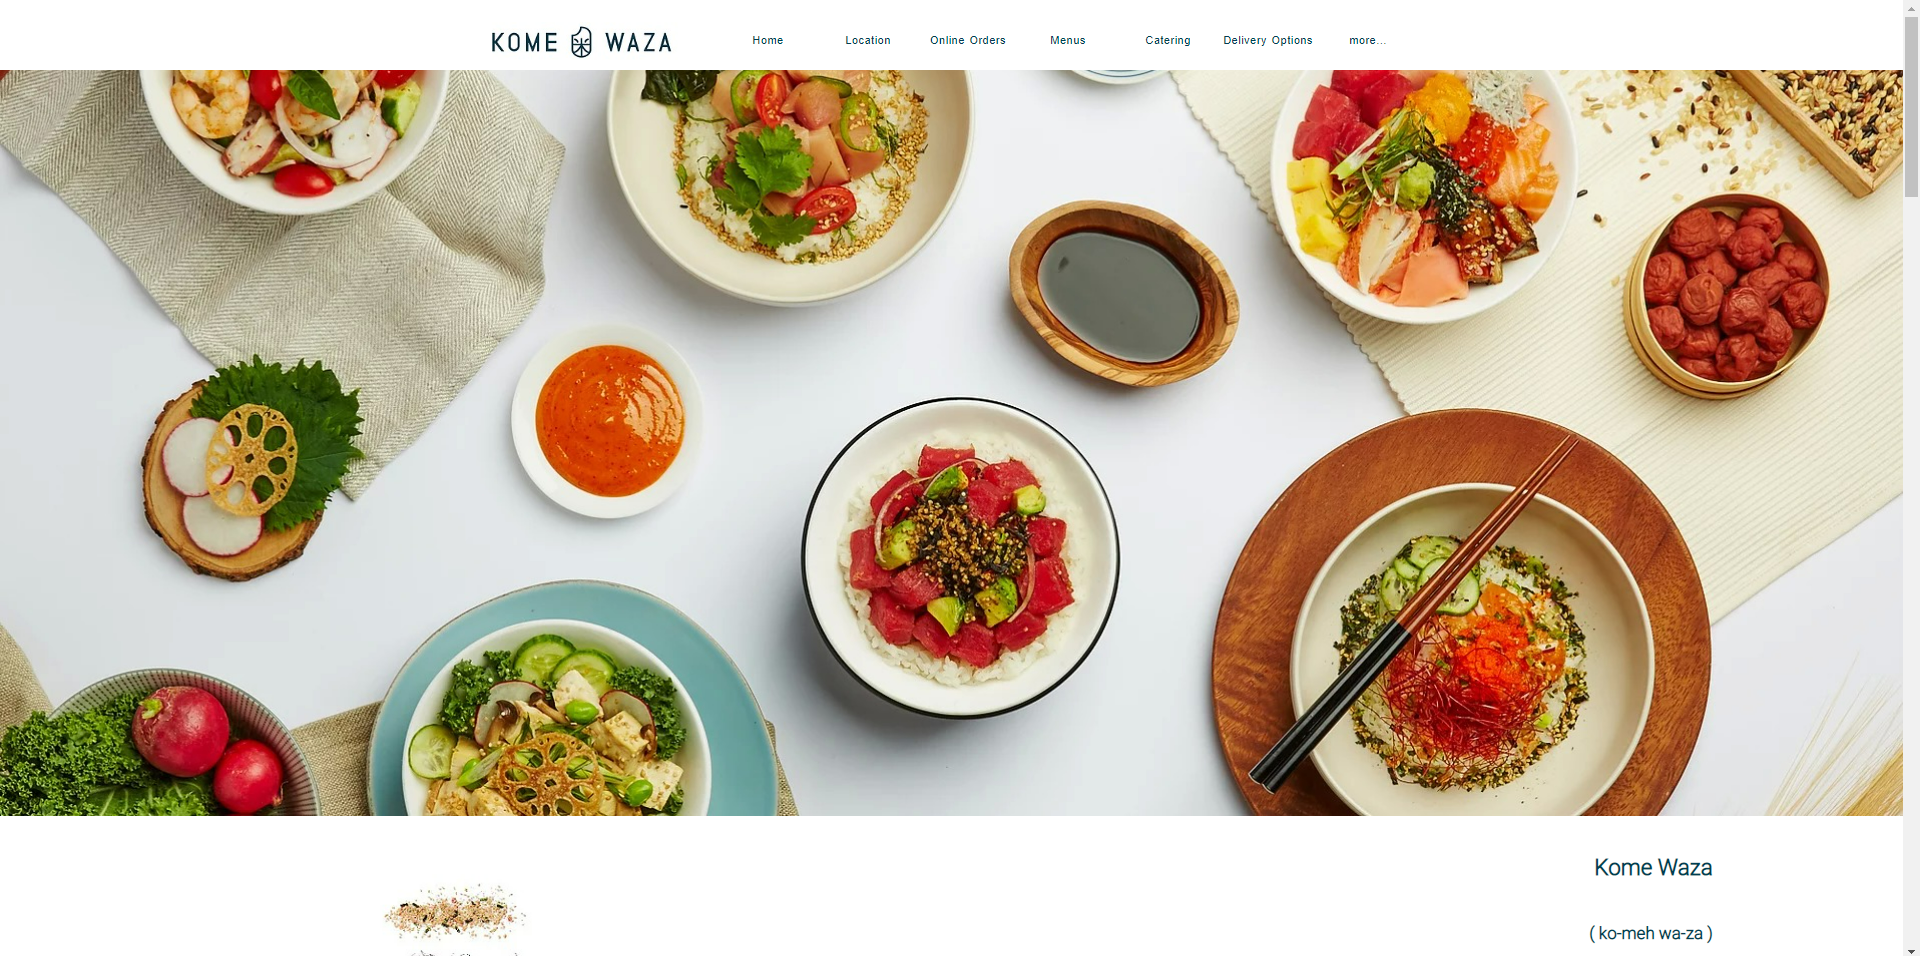 KOME WAZA
Home Location Online Orders Menus Catering Delivery Options more...
Kome Waza
( ko-meh wa-za )